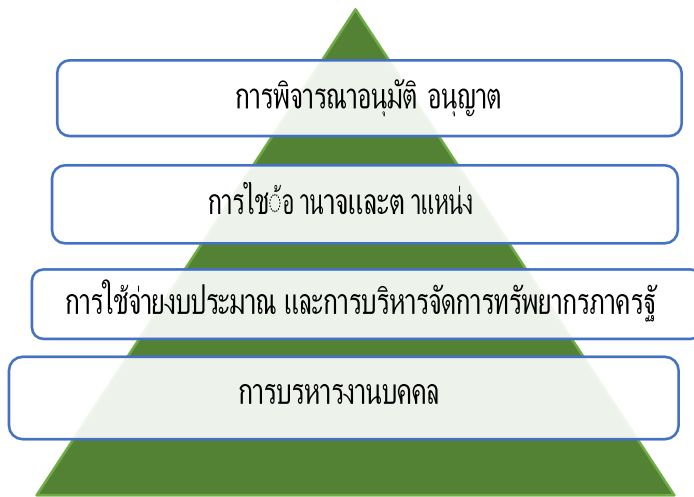 การพิจารณาอนุมัติ อนุญาต
การใช้อ านาจและต าแหน่ง
การใช้จ่ายงบประมาณ และการบริหารจัดการทรัพยากรภาครฐั
การบรหารงานบคคล